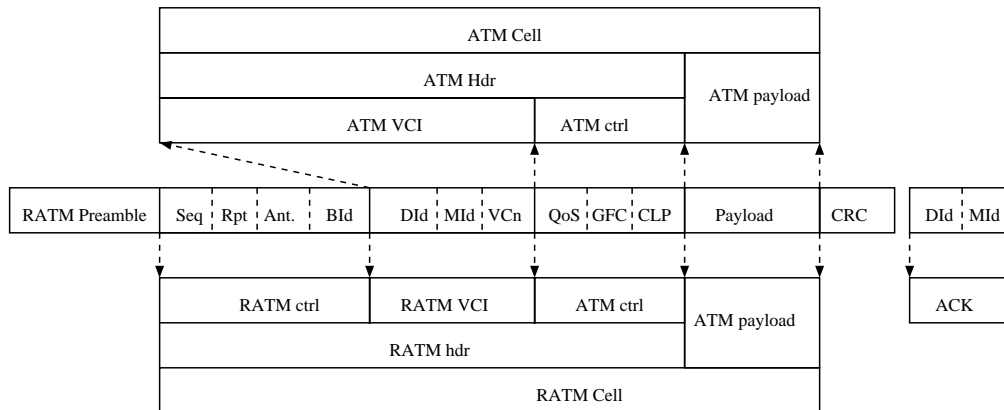 ATM Cell
ATM Hdr
ATM payload
ATM VCI
ATM ctrl
RATM Preamble
Seq
Rpt
Ant.
BId
DId
MId
VCn
QoS
GFC
CLP
Payload
CRC
DId
MId
RATM ctrl
RATM VCI
ATM ctrl
ATM payload
ACK
RATM hdr
RATM Cell